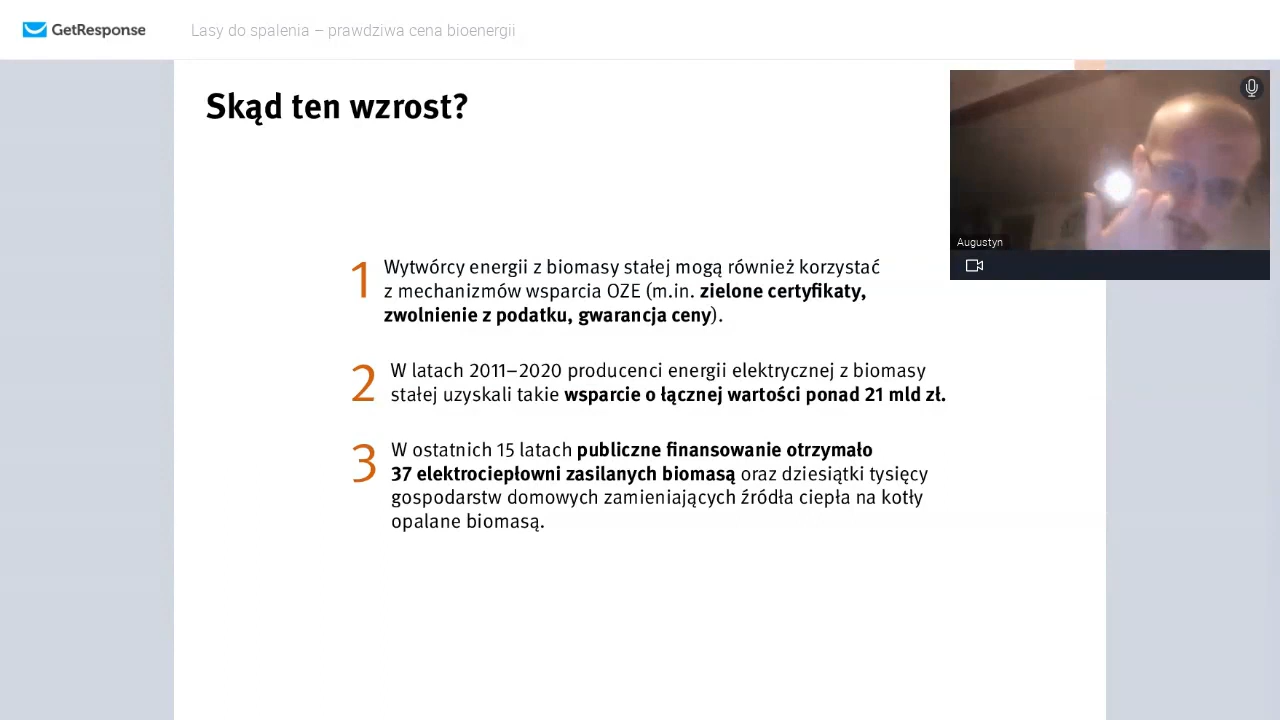 GetResponse
Lasy do spalenia – prawdziwa cena bioenergii
Skąd ten wzrost?
Augustyn
1 Wytwórcy energii z biomasy stałej mogą również korzystać
z mechanizmów wsparcia OZE (m.in. zielone certyfikaty,
zwolnienie z podatku, gwarancja ceny).
2 W latach 2011–2020 producenci energii elektrycznej z biomasy
stałej uzyskali takie wsparcie o łącznej wartości ponad 21 mld zł.
3 W ostatnich 15 latach publiczne finansowanie otrzymało
37 elektrociepłowni zasilanych biomasą oraz dziesiątki tysięcy
gospodarstw domowych zamieniających źródła ciepła na kotły
opalane biomasą.